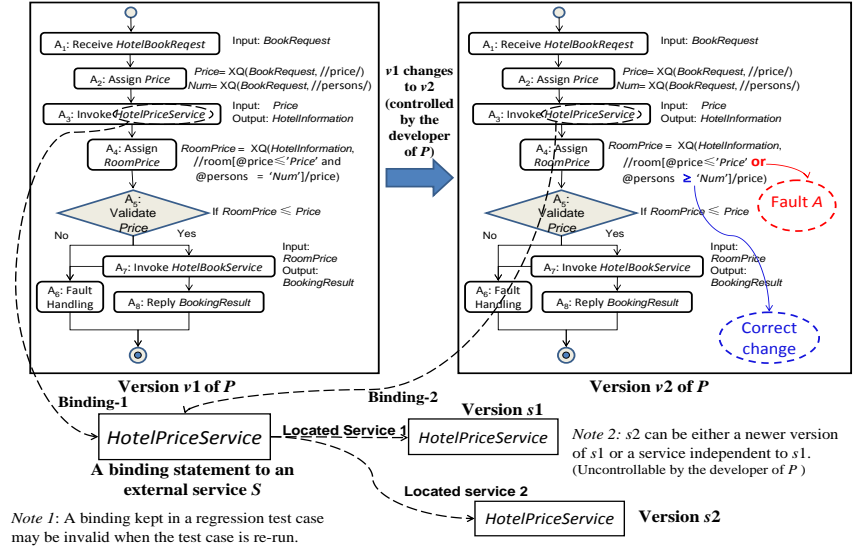 A1: Receive HotelBookReqest
Input: BookRequest
A2: Assign Price
Price= XQ(BookRequest, //price/)
Num= XQ(BookRequest, //persons/)
A3: Invoke HotelPriceService
Input: Price
Output: HotelInformation
A4: Assign
RoomPrice
RoomPrice = XQ(HotelInformation,
//room[@price≤'Price' and
@persons = 'Num']/price)
A5:
Validate
Price
If RoomPrice ≤ Price
No
Yes
Input:
RoomPrice
Output:
BookingResult
A7: Invoke HotelBookService
A6: Fault
Handling
A8: Reply BookingResult
Version v1 of P
v1 changes
to v2
(controlled
by the
developer
of P)
A1: Receive HotelBookReqest
Input: BookRequest
A2: Assign Price
Price= XQ(BookRequest, //price/)
Num= XQ(BookRequest, //persons/)
A3: Invoke HotelPriceService
Input: Price
Output: HotelInformation
A4: Assign
RoomPrice
RoomPrice = XQ(HotelInformation,
//room[@price≤'Price' or
@persons ≥ 'Num']/price)
Fault A
A5:
Validate
Price
If RoomPrice ≤ Price
No
Yes
Input:
RoomPrice
Output:
BookingResult
A7: Invoke HotelBookService
A6: Fault
Handling
A8: Reply BookingResult
Correct
change
Version v2 of P
Binding-1
Binding-2
HotelPriceService
A binding statement to an
external service S
Located Service 1
Version s1
HotelPriceService
Note 2: s2 can be either a newer version
of s1 or a service independent to s1.
(Uncontrollable by the developer of P )
Located service 2
HotelPriceService
Version s2
Note 1: A binding kept in a regression test case
may be invalid when the test case is re-run.